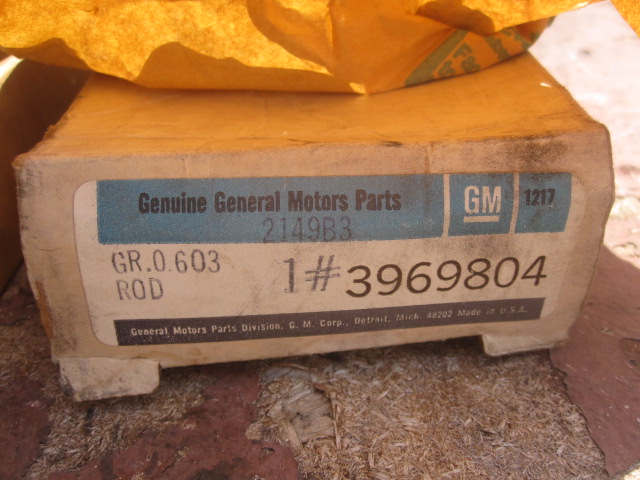 Genuine General Motors Parts
GM
1217
2149B3
GR.0.603
ROD
1# 3969804
General Motors Parts Division, G. M. Corp., Detroit, Mich. 48202 Made in U.S.A.